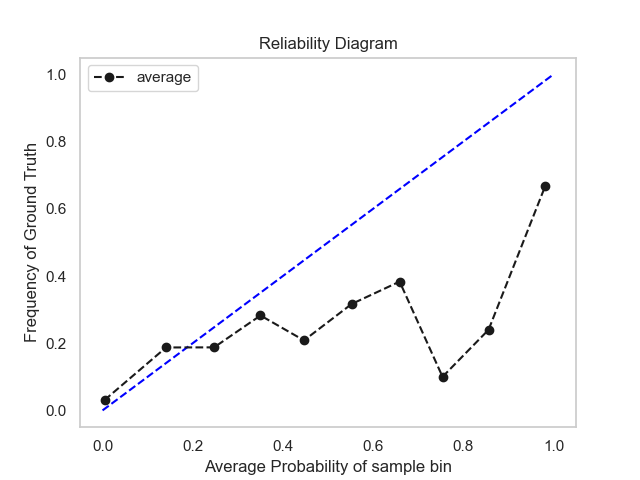 Reliability Diagram
average
Frequency of Ground Truth
1.0
0.8
0.6
0.4
0.2
0.0
0.0 0.2 0.4 0.6 0.8 1.0
Average Probability of sample bin